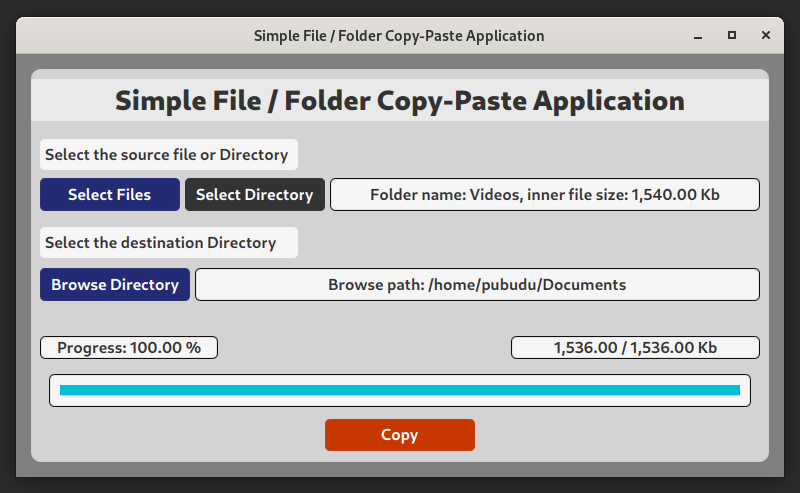 Simple File / Folder Copy-Paste Application
Simple File / Folder Copy-Paste Application
Select the source file or Directory
Select Files
Select Directory
Folder name: Videos, inner file size: 1,540.00 Kb
Select the destination Directory
Browse Directory
Browse path: /home/pubudu/Documents
Progress: 100.00 %
1,536.00 / 1,536.00 Kb
Copy